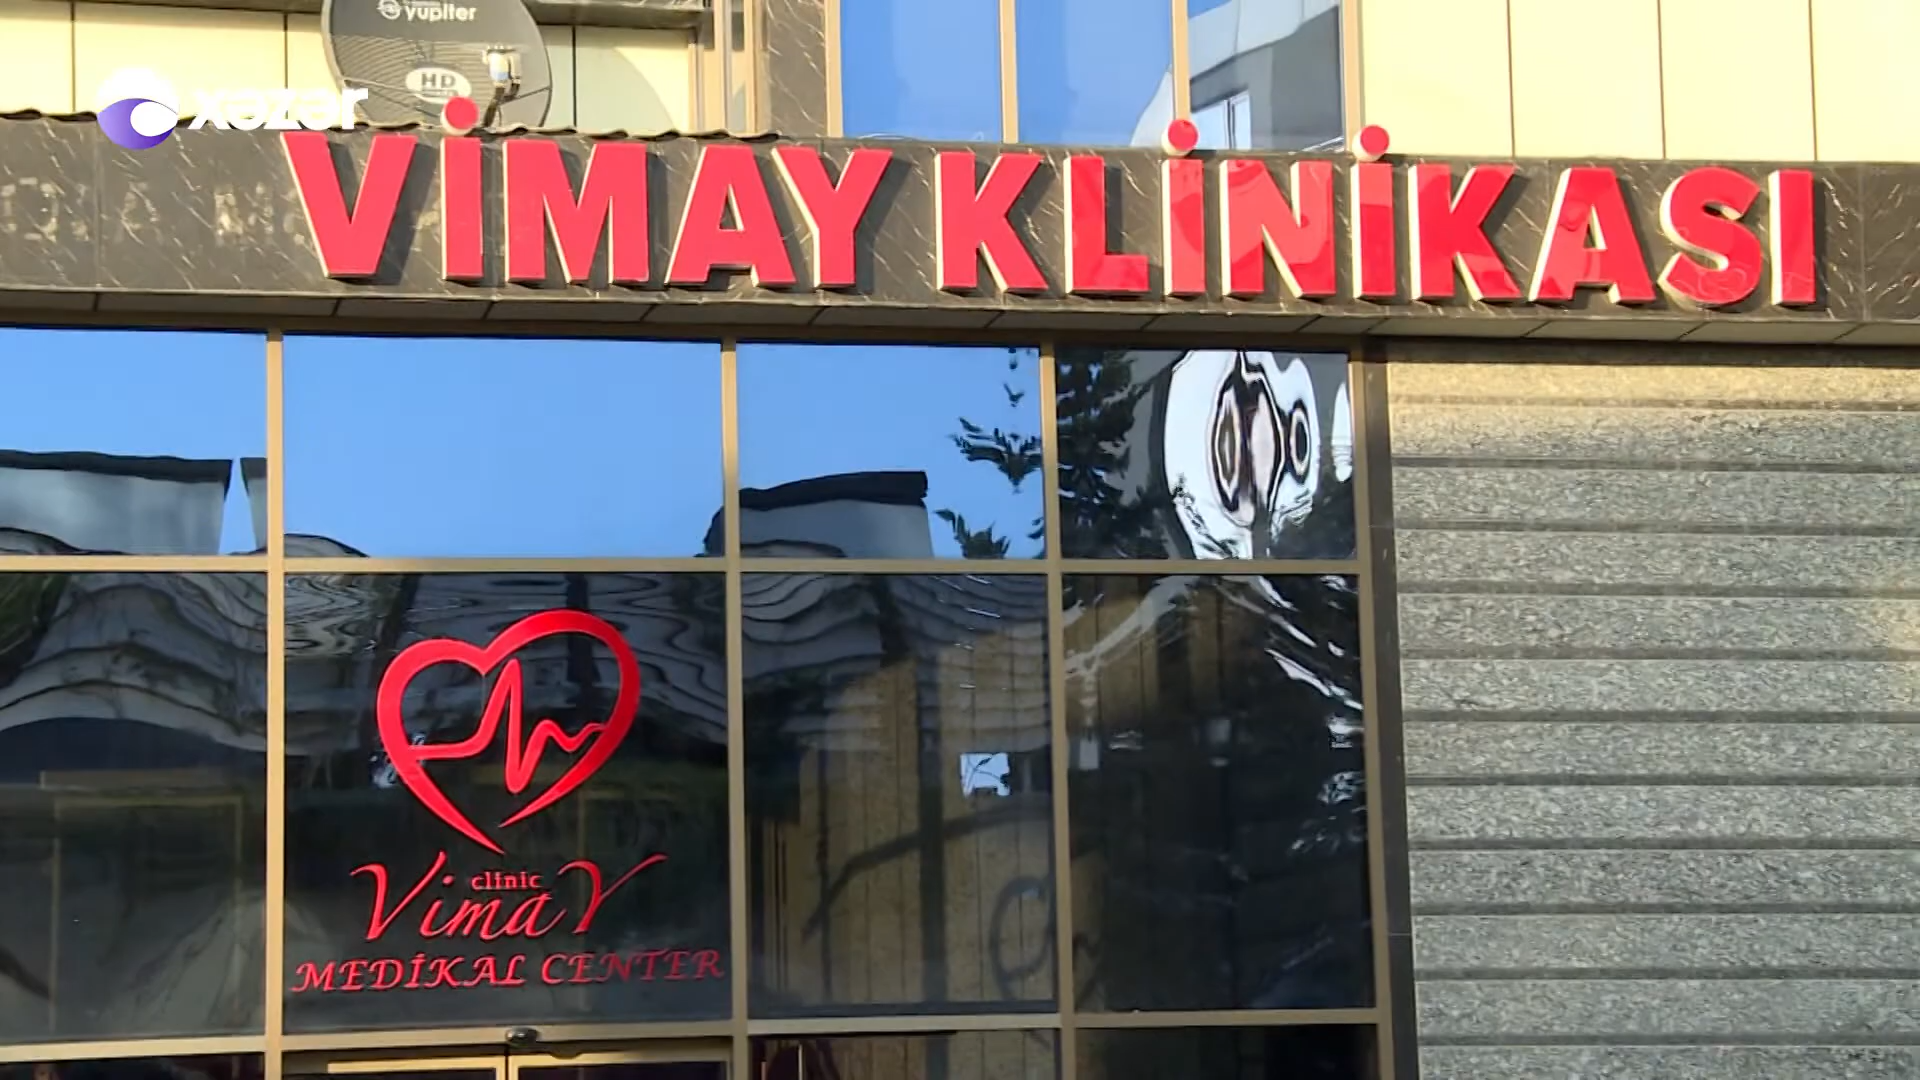 yupiter
HD
xəzər
VİMAY KLİNİKASI
clinic
VimaY
MEDİKAL CENTER